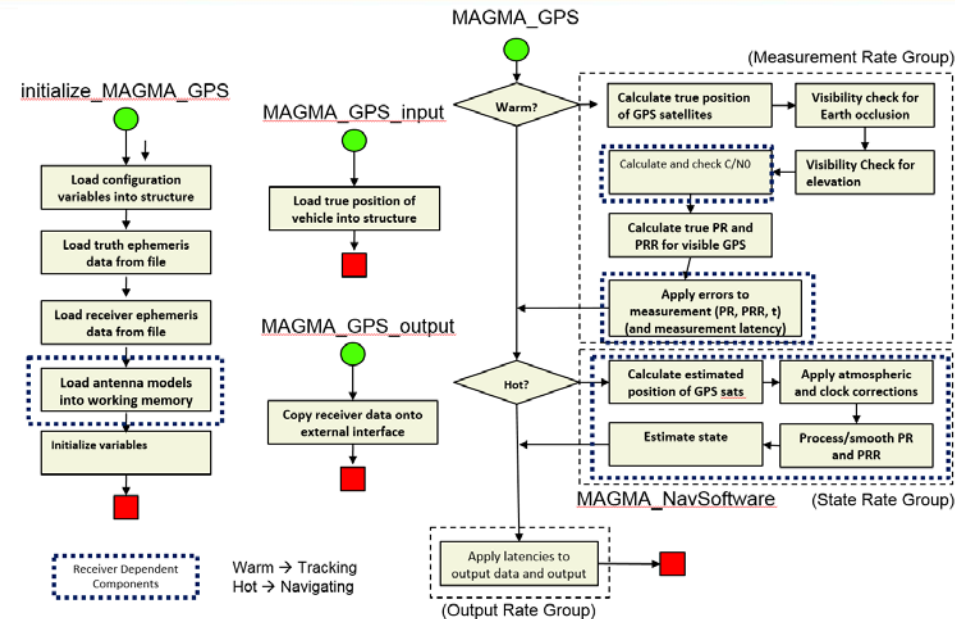 MAGMA_GPS
(Measurement Rate Group)
initialize_MAGMA_GPS
MAGMA_GPS_input
Warm?
Calculate true position
of GPS satellites
Visibility check for
Earth occlusion
Calculate and check C/N0
Visibility Check for
elevation
Load configuration
variables into structure
Load true position of
vehicle into structure
Calculate true PR and
PRR for visible GPS
Load truth ephemeris
data from file
Apply errors to
measurement (PR, PRR, t)
(and measurement latency)
Load receiver ephemeris
data from file
MAGMA_GPS_output
Load antenna models
into working memory
Hot?
Calculate estimated
position of GPS sats
Apply atmospheric
and clock corrections
Copy receiver data onto
external interface
Initialize variables
Estimate state
Process/smooth PR
and PRR
MAGMA_NavSoftware
(State Rate Group)
Receiver Dependent
Components
Warm → Tracking
Hot → Navigating
Apply latencies to
output data and output
(Output Rate Group)